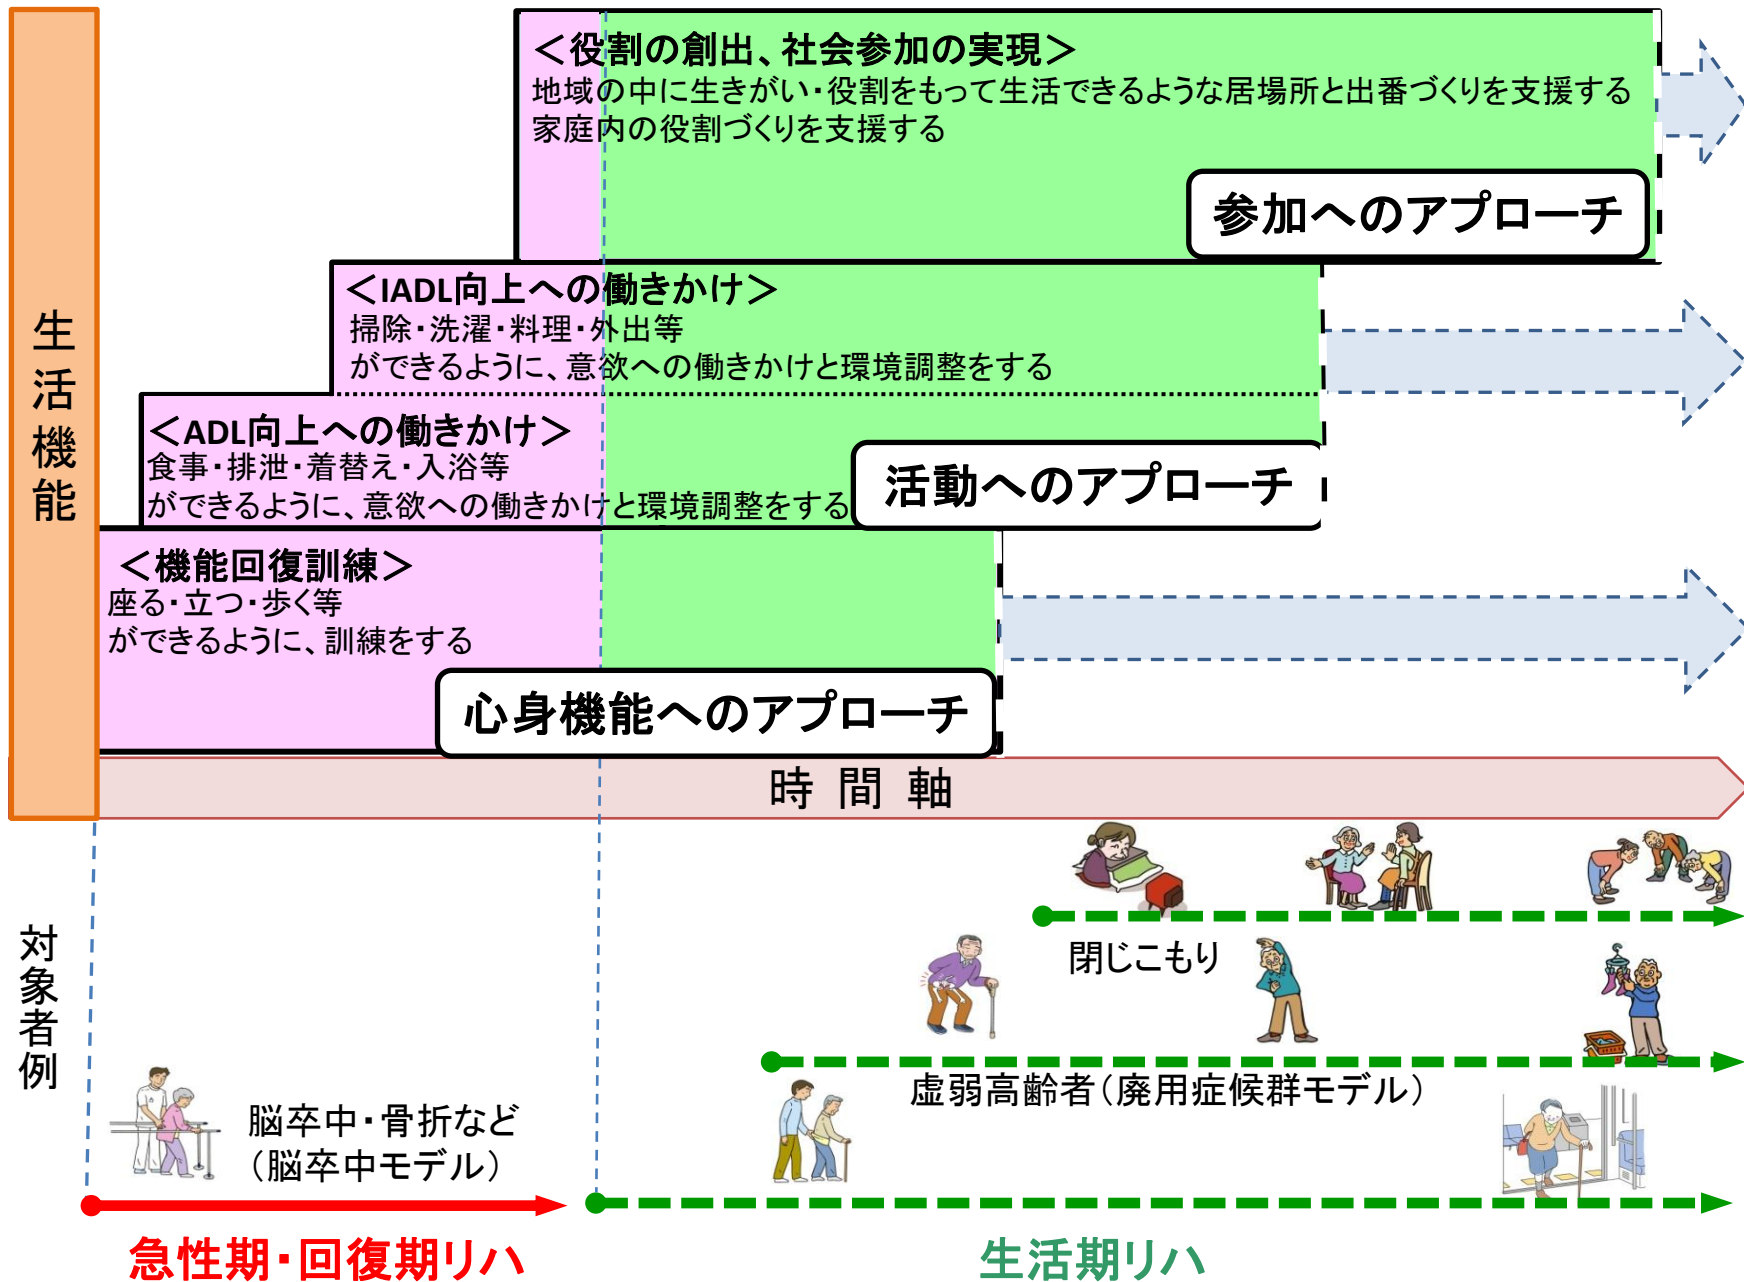 ＜役割の創出、社会参加の実現＞
地域の中に生きがい・役割をもって生活できるような居場所と出番づくりを支援する
家庭内の役割づくりを支援する
参加へのアプローチ
＜IADL向上への働きかけ＞
掃除・洗濯・料理・外出等
ができるように、意欲への働きかけと環境調整をする
＜ADL向上への働きかけ＞
食事・排泄・着替え・入浴等
ができるように、意欲への働きかけと環境調整をする
活動へのアプローチ
＜機能回復訓練＞
座る・立つ・歩く等
ができるように、訓練をする
心身機能へのアプローチ
生活機能
時間軸
対象者例
閉じこもり
虚弱高齢者（廃用症候群モデル）
脳卒中・骨折など
（脳卒中モデル）
急性期・回復期リハ
生活期リハ